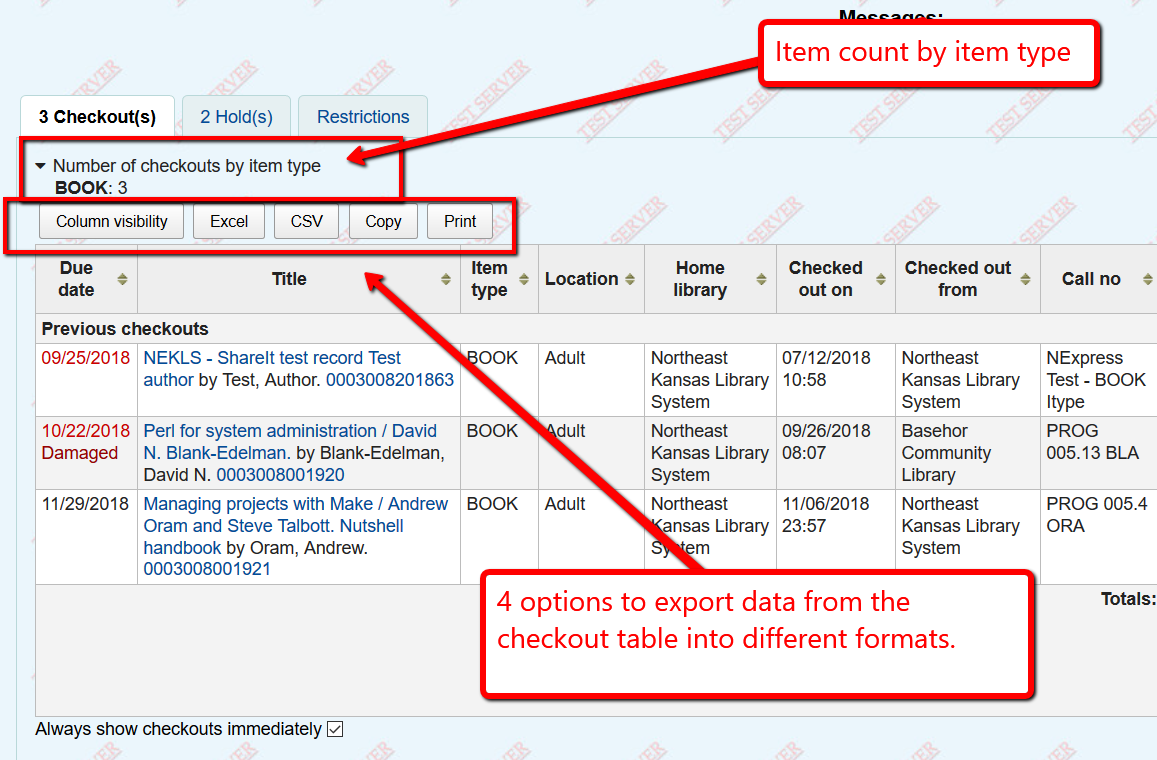 Messages:
Item count by item type
3 Checkout(s) 2 Hold(s) Restrictions
Number of checkouts by item type
BOOK: 3
Column visibility Excel CSV Copy Print
Due date Title Item type Location Home library Checked out on Checked out from Call no
Previous checkouts
09/25/2018 NEKLS - ShareIt test record Test BOOK Adult Northeast 07/12/2018 Northeast NExpress
author by Test, Author. 0003008201863 Kansas Library 10:58 Kansas Library Test - BOOK
System System Itype
10/22/2018 Perl for system administration / David BOOK Adult Northeast 09/26/2018 Basehor PROG
Damaged N. Blank-Edelman. by Blank-Edelman, Kansas Library 08:07 Community 005.13 BLA
David N. 0003008001920 System Library
11/29/2018 Managing projects with Make / Andrew BOOK Adult Northeast 11/06/2018 Northeast PROG 005.4
Oram and Steve Talbott. Nutshell Kansas Library 23:57 Kansas Library ORA
handbook by Oram, Andrew. System System
0003008001921
Totals:
4 options to export data from the
checkout table into different formats.
Always show checkouts immediately
TEST SERVER